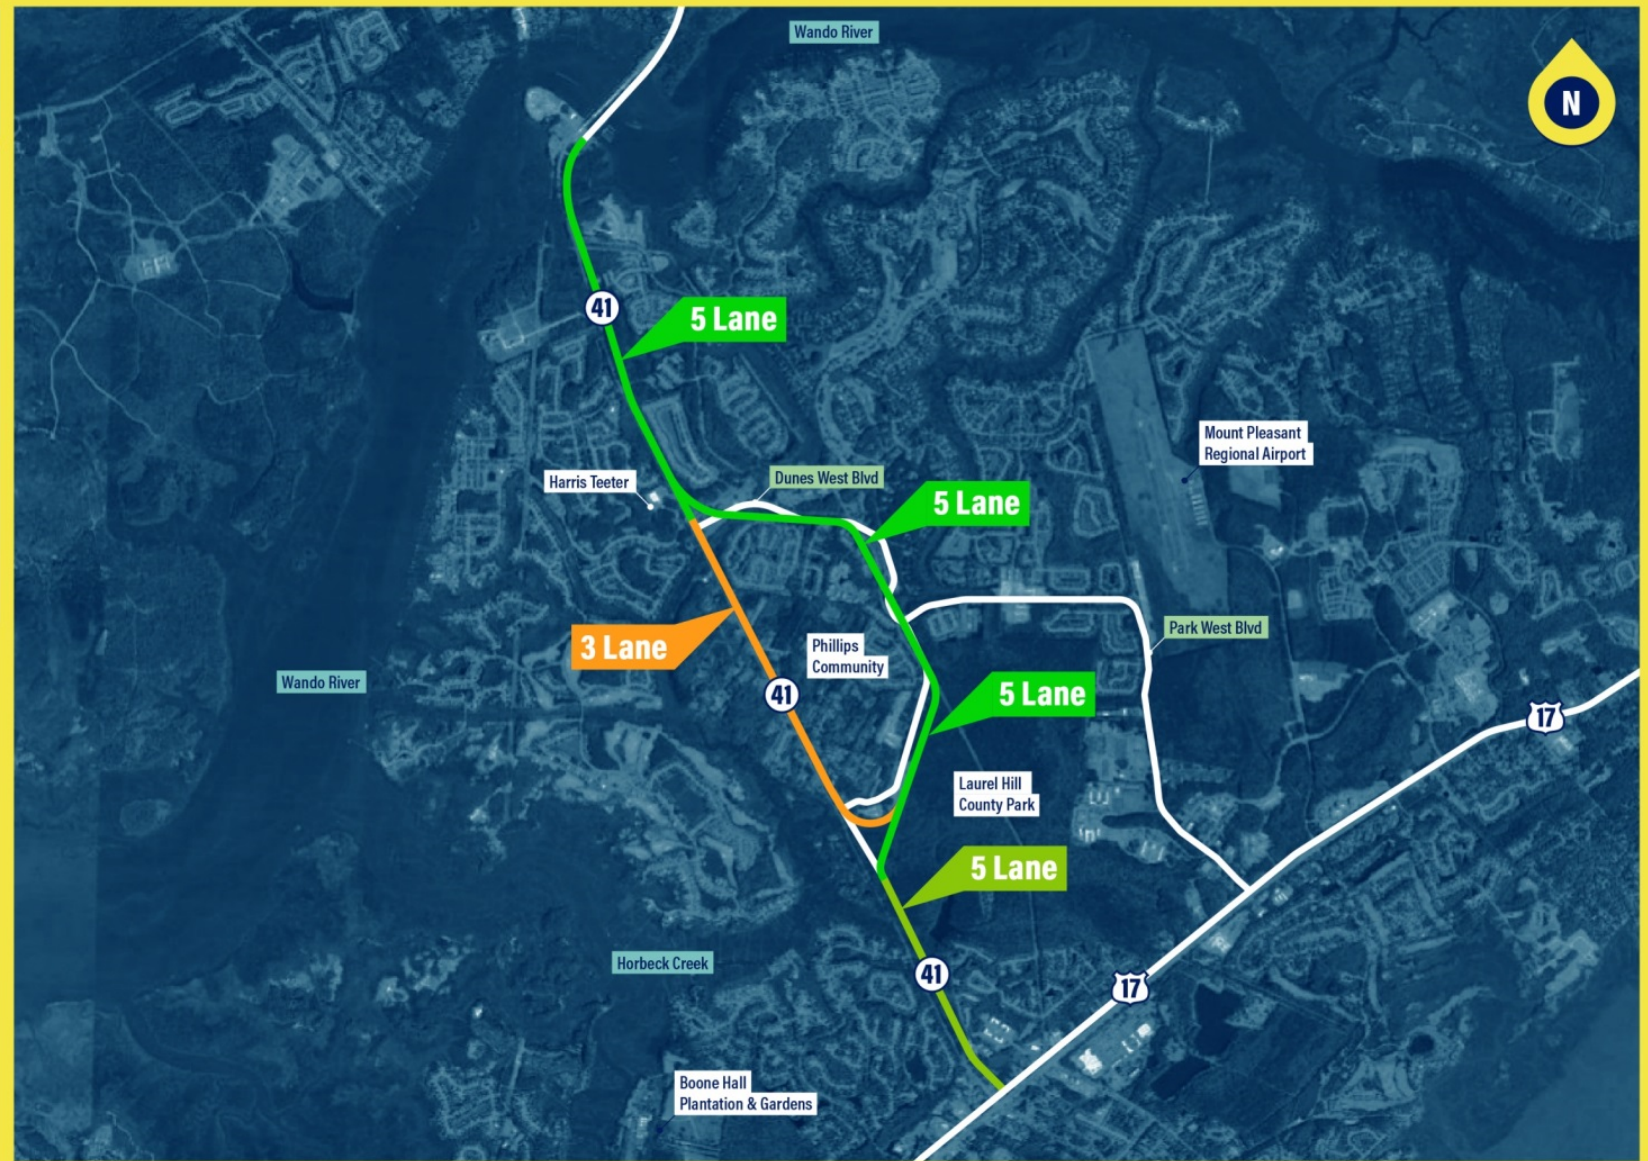 Wando River
N
41
5 Lane
Mount Pleasant
Regional Airport
Harris Teeter
Dunes West Blvd
5 Lane
Park West Blvd
3 Lane
Phillips
Community
Wando River
41
5 Lane
17
Laurel Hill
County Park
5 Lane
Horbeck Creek
41
17
Boone Hall
Plantation & Gardens